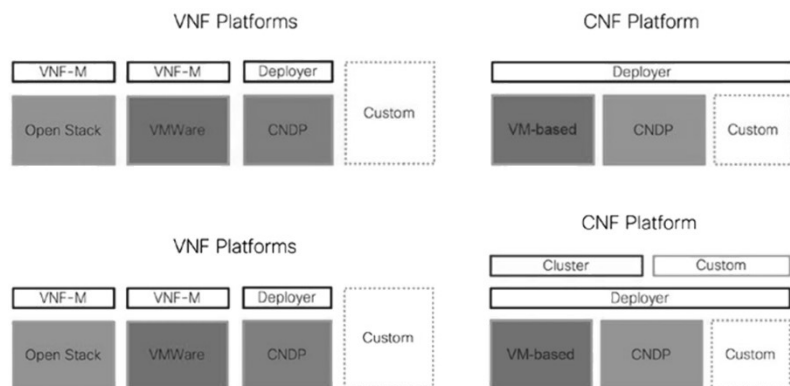 VNF Platforms
VNF-M VNF-M Deployer
Open Stack VMWare CNDP Custom
CNF Platform
Deployer
VM-based CNDP Custom
VNF Platforms
VNF-M VNF-M Deployer
Open Stack VMWare CNDP Custom
CNF Platform
Cluster Custom
Deployer
VM-based CNDP Custom